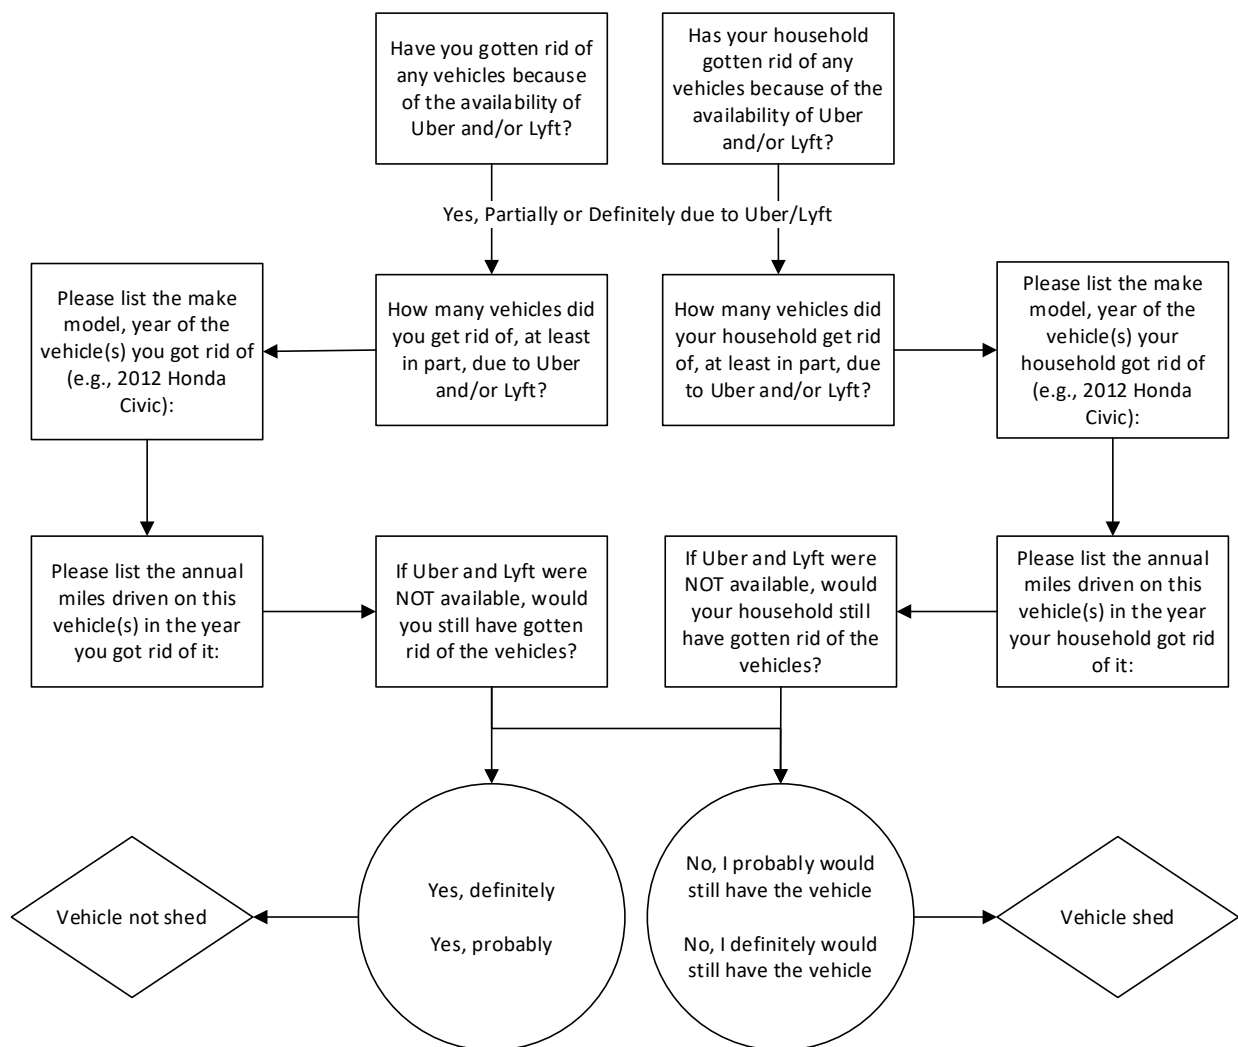 Have you gotten rid of
any vehicles because
of the availability of
Uber and/or Lyft?
Has your household
gotten rid of any
vehicles because of the
availability of Uber
and/or Lyft?
Yes, Partially or Definitely due to Uber/Lyft
Please list the make
model, year of the
vehicle(s) you got rid of
(e.g., 2012 Honda
Civic):
How many vehicles did
you get rid of, at least
in part, due to Uber
and/or Lyft?
How many vehicles did
your household get rid
of, at least in part, due
to Uber and/or Lyft?
Please list the make
model, year of the
vehicle(s) your
household got rid of
(e.g., 2012 Honda
Civic):
Please list the annual
miles driven on this
vehicle(s) in the year
you got rid of it:
If Uber and Lyft were
NOT available, would
you still have gotten
rid of the vehicles?
If Uber and Lyft were
NOT available, would
your household still
have gotten rid of the
vehicles?
Please list the annual
miles driven on this
vehicle(s) in the year
your household got rid
of it:
Vehicle not shed
Yes, definitely
Yes, probably
No, I probably would
still have the vehicle
No, I definitely would
still have the vehicle
Vehicle shed